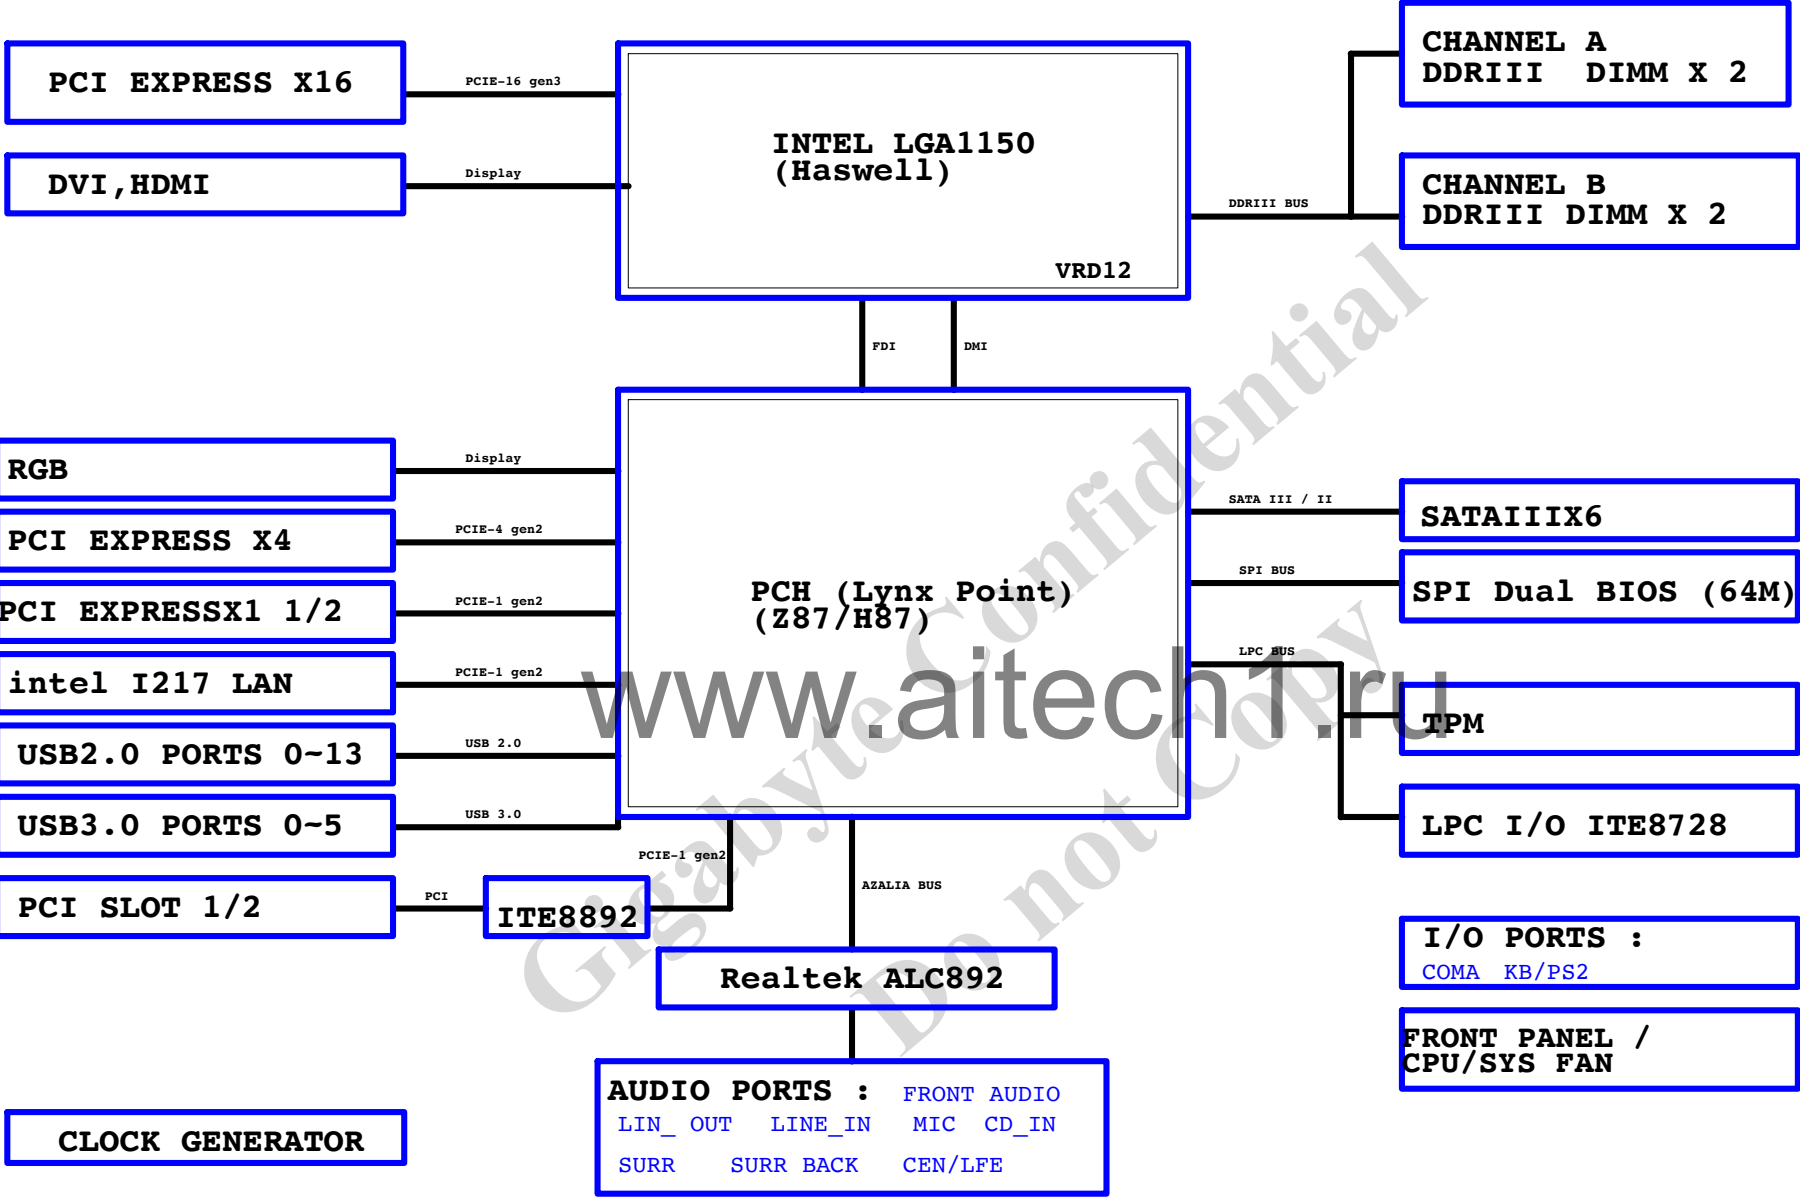 PCI EXPRESS X16
PCIE-16 gen3
DVI,HDMI
Display
INTEL LGA1150
(Haswell)
VRD12
DDRIII BUS
CHANNEL A
DDRIII DIMM X 2
CHANNEL B
DDRIII DIMM X 2
FDI
DMI
RGB
Display
PCI EXPRESS X4
PCIE-4 gen2
PCI EXPRESSX1 1/2
PCIE-1 gen2
intel I217 LAN
PCIE-1 gen2
USB2.0 PORTS 0~13
USB 2.0
USB3.0 PORTS 0~5
USB 3.0
PCI SLOT 1/2
PCI
ITE8892
PCIE-1 gen2
PCH (Lynx Point)
(Z87/H87)
SATA III / II
SATAIIIX6
SPI BUS
SPI Dual BIOS (64M)
LPC BUS
TPM
LPC I/O ITE8728
www.aitech1.ru
Gigabyte Confidential
Do not Copy
AZALIA BUS
Realtek ALC892
I/O PORTS :
COMA KB/PS2
FRONT PANEL /
CPU/SYS FAN
AUDIO PORTS : FRONT AUDIO
LIN_ OUT LINE_IN MIC CD_IN
SURR SURR BACK CEN/LFE
CLOCK GENERATOR